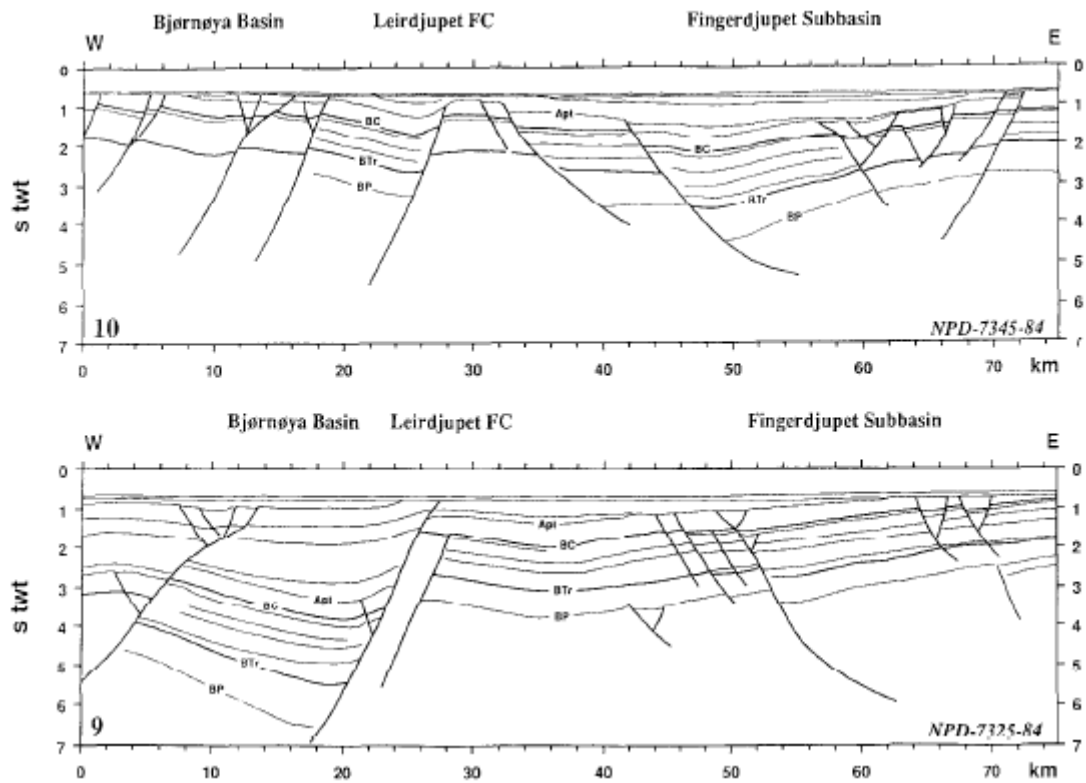 Bjørnøya Basin Leirdjupet FC Fingerdjupet Subbasin
W E
0 0
1 1
2 2
3 3
4 4
5 5
6 6
7
s twt
BC
BTr
BP
Apt
BC
BTr
BP
10
NPD-7345-84
0 10 20 30 40 50 60 70 km
Bjørnøya Basin Leirdjupet FC Fingerdjupet Subbasin
W E
0 0
1 1
2 2
3 3
4 4
5 5
6 6
7 7
s twt
Apt
BC
BTr
BP
Apt
BC
BTr
BP
9
NPD-7325-84
0 10 20 30 40 50 60 70 km